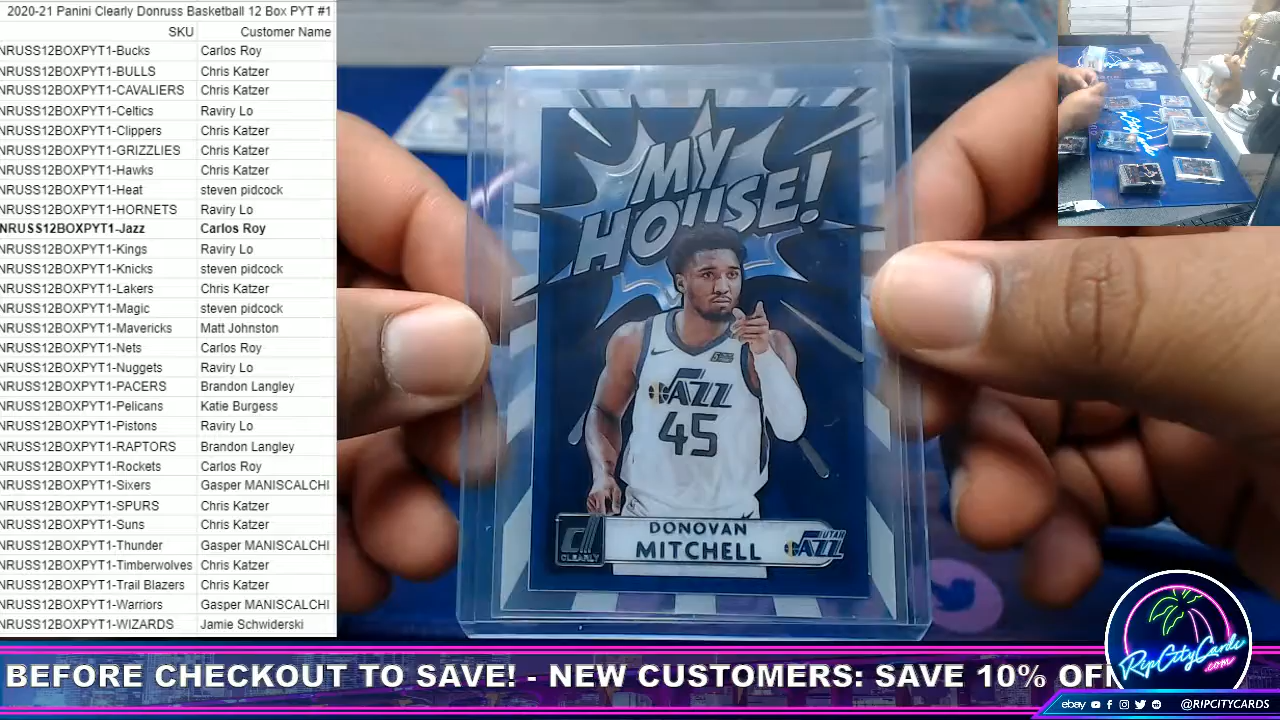 2020-21 Panini Clearly Donruss Basketball 12 Box PYT #1
SKU Customer Name
NRUSS12BOXPYT1-Bucks Carlos Roy
NRUSS12BOXPYT1-BULLS Chris Katzer
NRUSS12BOXPYT1-CAVALIERS Chris Katzer
NRUSS12BOXPYT1-Celtics Raviry Lo
NRUSS12BOXPYT1-Clippers Chris Katzer
NRUSS12BOXPYT1-GRIZZLIES Chris Katzer
NRUSS12BOXPYT1-Hawks Chris Katzer
NRUSS12BOXPYT1-Heat steven pidcock
NRUSS12BOXPYT1-HORNETS Raviry Lo
NRUSS12BOXPYT1-Jazz Carlos Roy
NRUSS12BOXPYT1-Kings Raviry Lo
NRUSS12BOXPYT1-Knicks steven pidcock
NRUSS12BOXPYT1-Lakers Chris Katzer
NRUSS12BOXPYT1-Magic steven pidcock
NRUSS12BOXPYT1-Mavericks Matt Johnston
NRUSS12BOXPYT1-Nets Carlos Roy
NRUSS12BOXPYT1-Nuggets Raviry Lo
NRUSS12BOXPYT1-PACERS Brandon Langley
NRUSS12BOXPYT1-Pelicans Katie Burgess
NRUSS12BOXPYT1-Pistons Raviry Lo
NRUSS12BOXPYT1-RAPTORS Brandon Langley
NRUSS12BOXPYT1-Rockets Carlos Roy
NRUSS12BOXPYT1-Sixers Gasper MANISCALCHI
NRUSS12BOXPYT1-SPURS Chris Katzer
NRUSS12BOXPYT1-Suns Chris Katzer
NRUSS12BOXPYT1-Thunder Gasper MANISCALCHI
NRUSS12BOXPYT1-Timberwolves Chris Katzer
NRUSS12BOXPYT1-Trail Blazers Chris Katzer
NRUSS12BOXPYT1-Warriors Gasper MANISCALCHI
NRUSS12BOXPYT1-WIZARDS Jamie Schwiderski
MY
HOUSE!
JAZZ
45
DONOVAN
MITCHELL
CLEARLY
UTAH
JAZZ
BEFORE CHECKOUT TO SAVE! - NEW CUSTOMERS: SAVE 10% OFF
RipCityCards
.com
ebay @RIPCITYCARDS